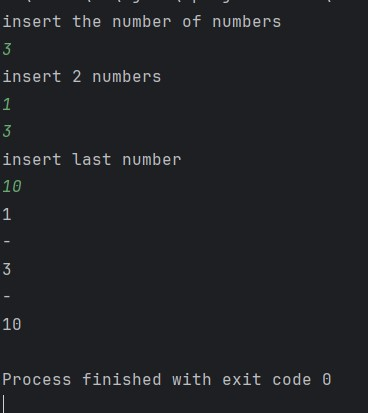 insert the number of numbers
3
insert 2 numbers
1
3
insert last number
10
1
-
3
-
10
Process finished with exit code 0